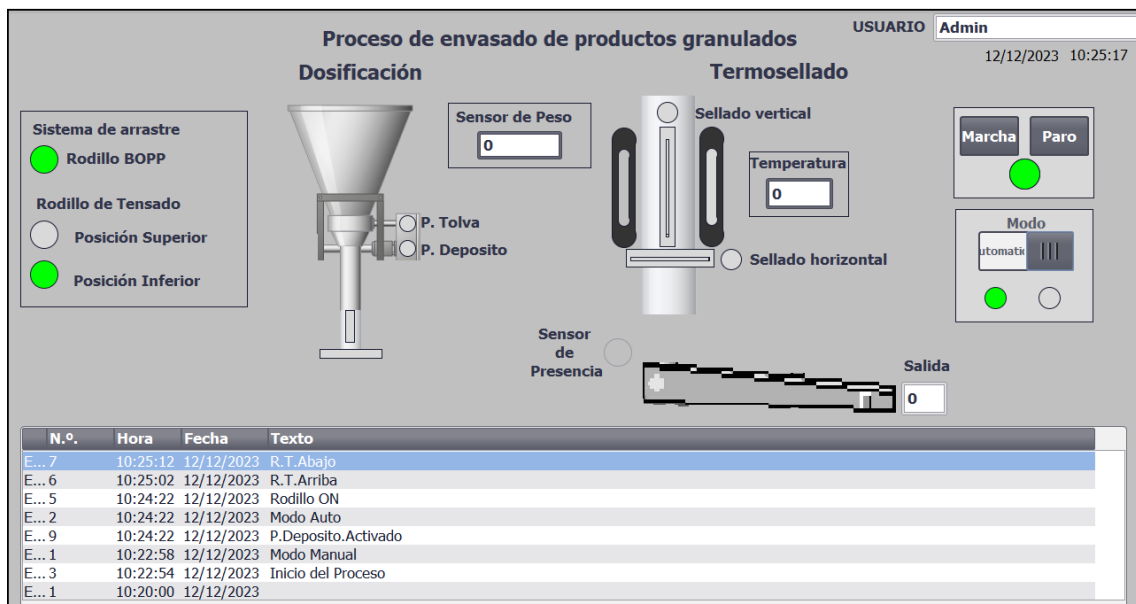 USUARIO Admin
Proceso de envasado de productos granulados
12/12/2023 10:25:17
Dosificación
Termosellado
Sistema de arrastre
Rodillo BOPP
Rodillo de Tensado
Posición Superior
Posición Inferior
Sensor de Peso
0
P. Tolva
P. Deposito
Sellado vertical
Temperatura
0
Sellado horizontal
Marcha Paro
Modo
utomatic
Sensor
de
Presencia
Salida
0
N.º. Hora Fecha Texto
E... 7 10:25:12 12/12/2023 R.T.Abajo
E... 6 10:25:02 12/12/2023 R.T.Arriba
E... 5 10:24:22 12/12/2023 Rodillo ON
E... 2 10:24:22 12/12/2023 Modo Auto
E... 9 10:24:22 12/12/2023 P.Deposito.Activado
E... 1 10:22:58 12/12/2023 Modo Manual
E... 3 10:22:54 12/12/2023 Inicio del Proceso
E... 1 10:20:00 12/12/2023